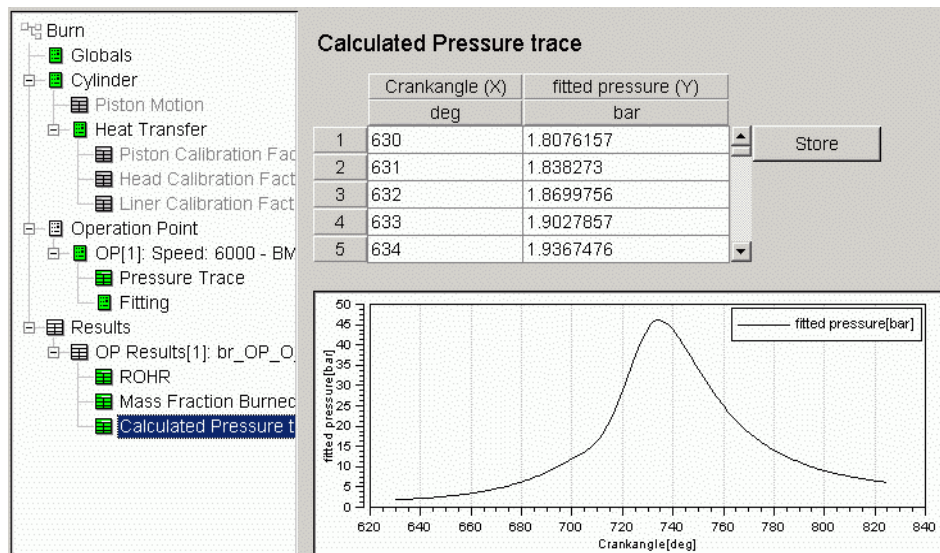 Burn
Globals
Cylinder
Piston Motion
Heat Transfer
Piston Calibration Fac
Head Calibration Fact
Liner Calibration Fact
Operation Point
OP[1]: Speed: 6000 - BM
Pressure Trace
Fitting
Results
OP Results[1]: br_OP_O
ROHR
Mass Fraction Burned
Calculated Pressure t
Calculated Pressure trace
Crankangle (X) fitted pressure (Y)
deg bar
1 630 1.8076157
2 631 1.838273
3 632 1.8699756
4 633 1.9027857
5 634 1.9367476
Store
fitted pressure[bar]
50
45
40
35
30
25
20
15
10
5
0
fitted pressure[bar]
620 640 660 680 700 720 740 760 780 800 820 840
Crankangle[deg]